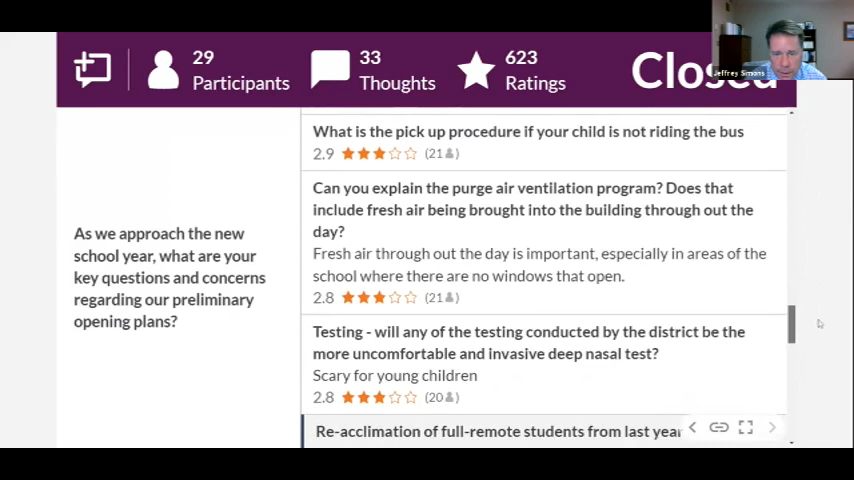 29
Participants
33
Thoughts
623
Ratings
Closed
Jeffrey Simons
As we approach the new
school year, what are your
key questions and concerns
regarding our preliminary
opening plans?
What is the pick up procedure if your child is not riding the bus
2.9 (21)
Can you explain the purge air ventilation program? Does that
include fresh air being brought into the building through out the
day?
Fresh air through out the day is important, especially in areas of the
school where there are no windows that open.
2.8 (21)
Testing - will any of the testing conducted by the district be the
more uncomfortable and invasive deep nasal test?
Scary for young children
2.8 (20)
Re-acclimation of full-remote students from last year